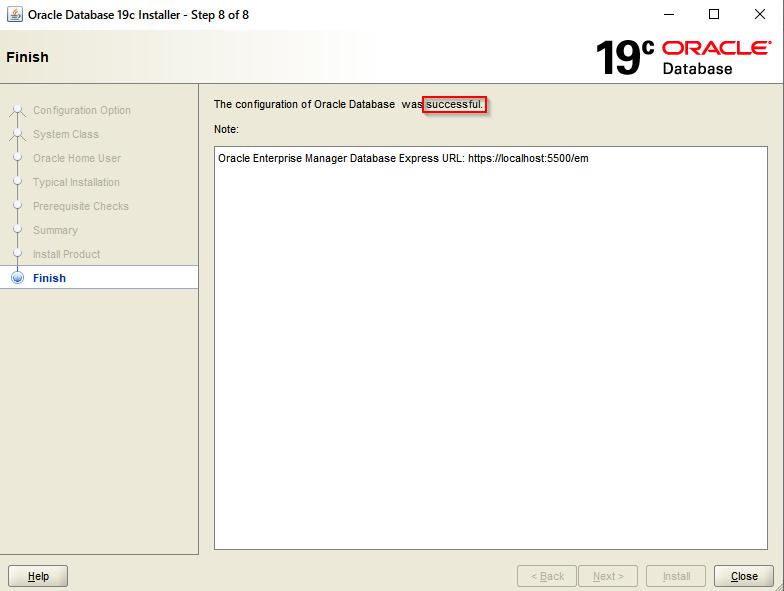 Oracle Database 19c Installer - Step 8 of 8
Finish
19c ORACLE
Database
Configuration Option
System Class
Oracle Home User
Typical Installation
Prerequisite Checks
Summary
Install Product
Finish
The configuration of Oracle Database was successful.
Note:
Oracle Enterprise Manager Database Express URL: https://localhost:5500/em
Help
< Back
Next >
Install
Close